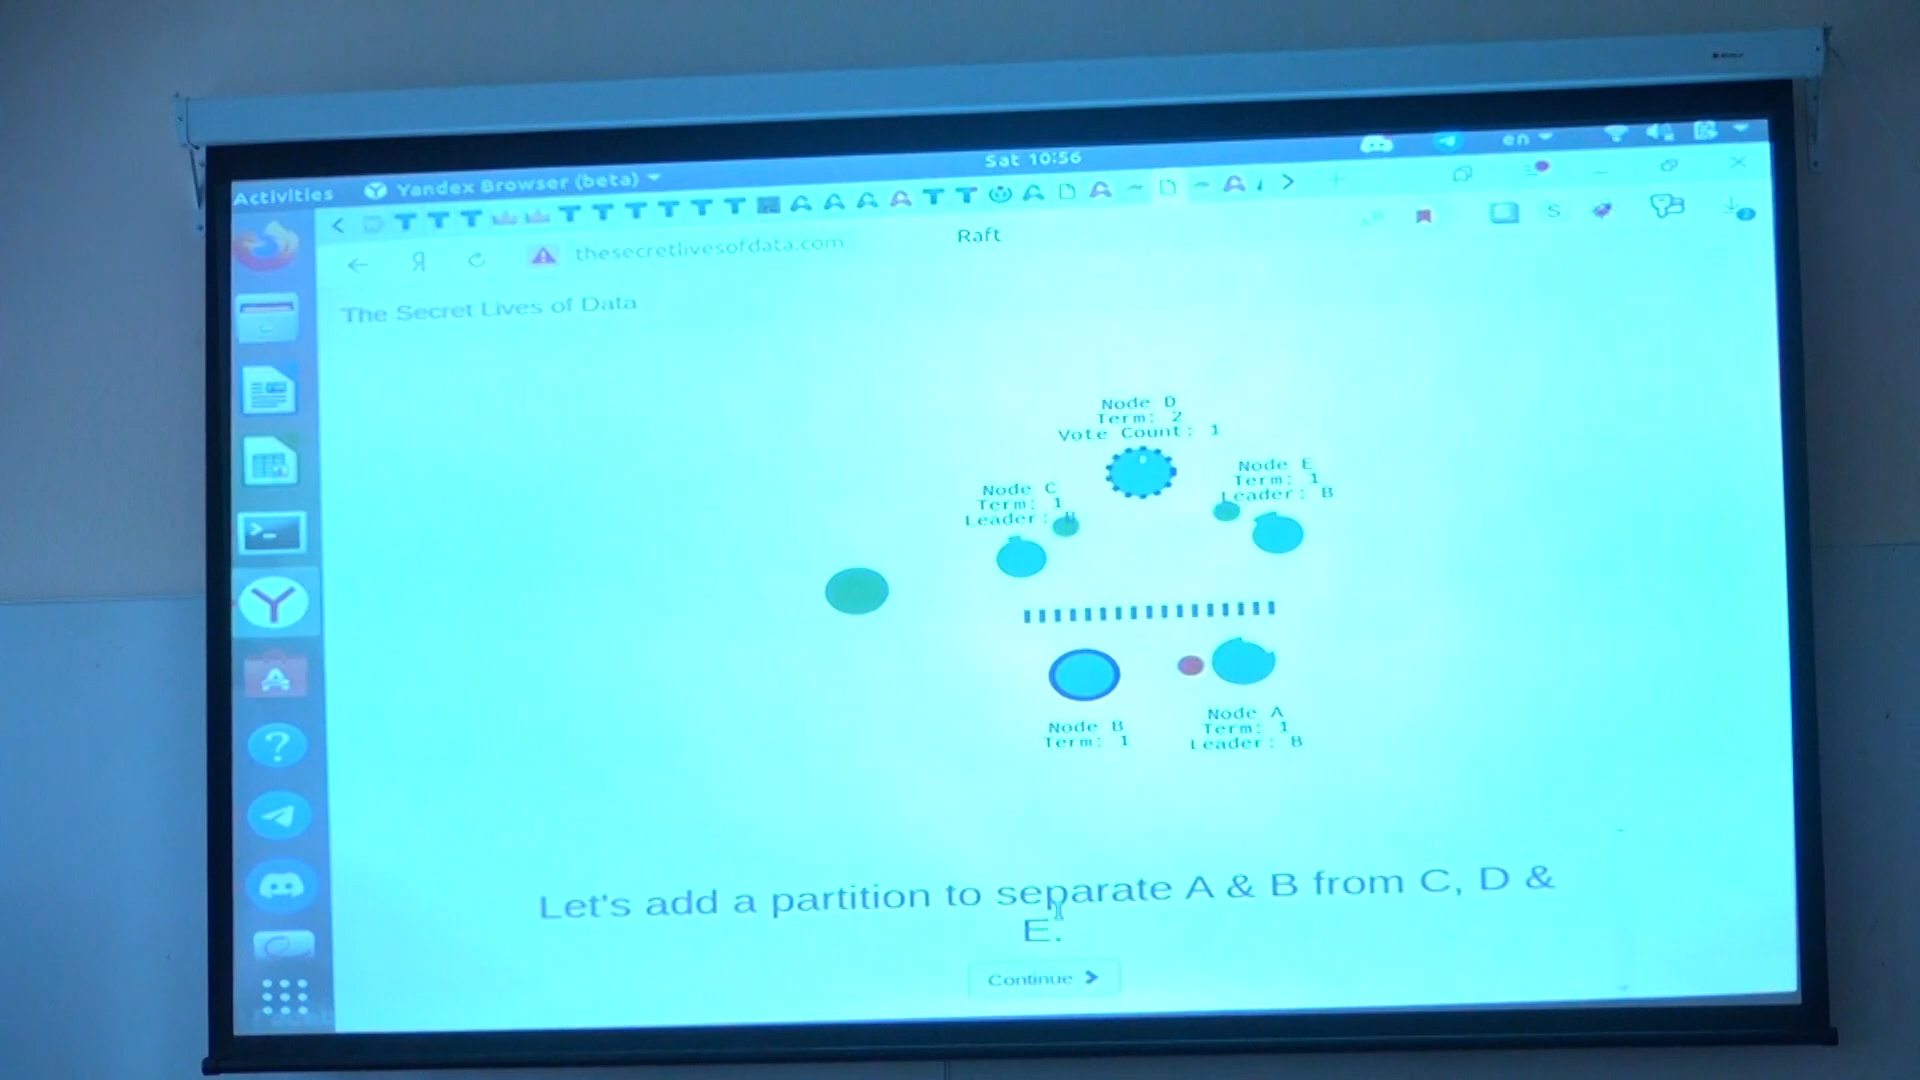 Sat 10:56
en
Activities
Yandex Browser (beta)
Я
thesecretlivesofdata.com
Raft
The Secret Lives of Data
Node D
Term: 2
Vote Count: 1
Node C
Term: 1
Leader: B
Node E
Term: 1
Leader: B
Node B
Term: 1
Node A
Term: 1
Leader: B
Let's add a partition to separate A & B from C, D &
E.
Continue